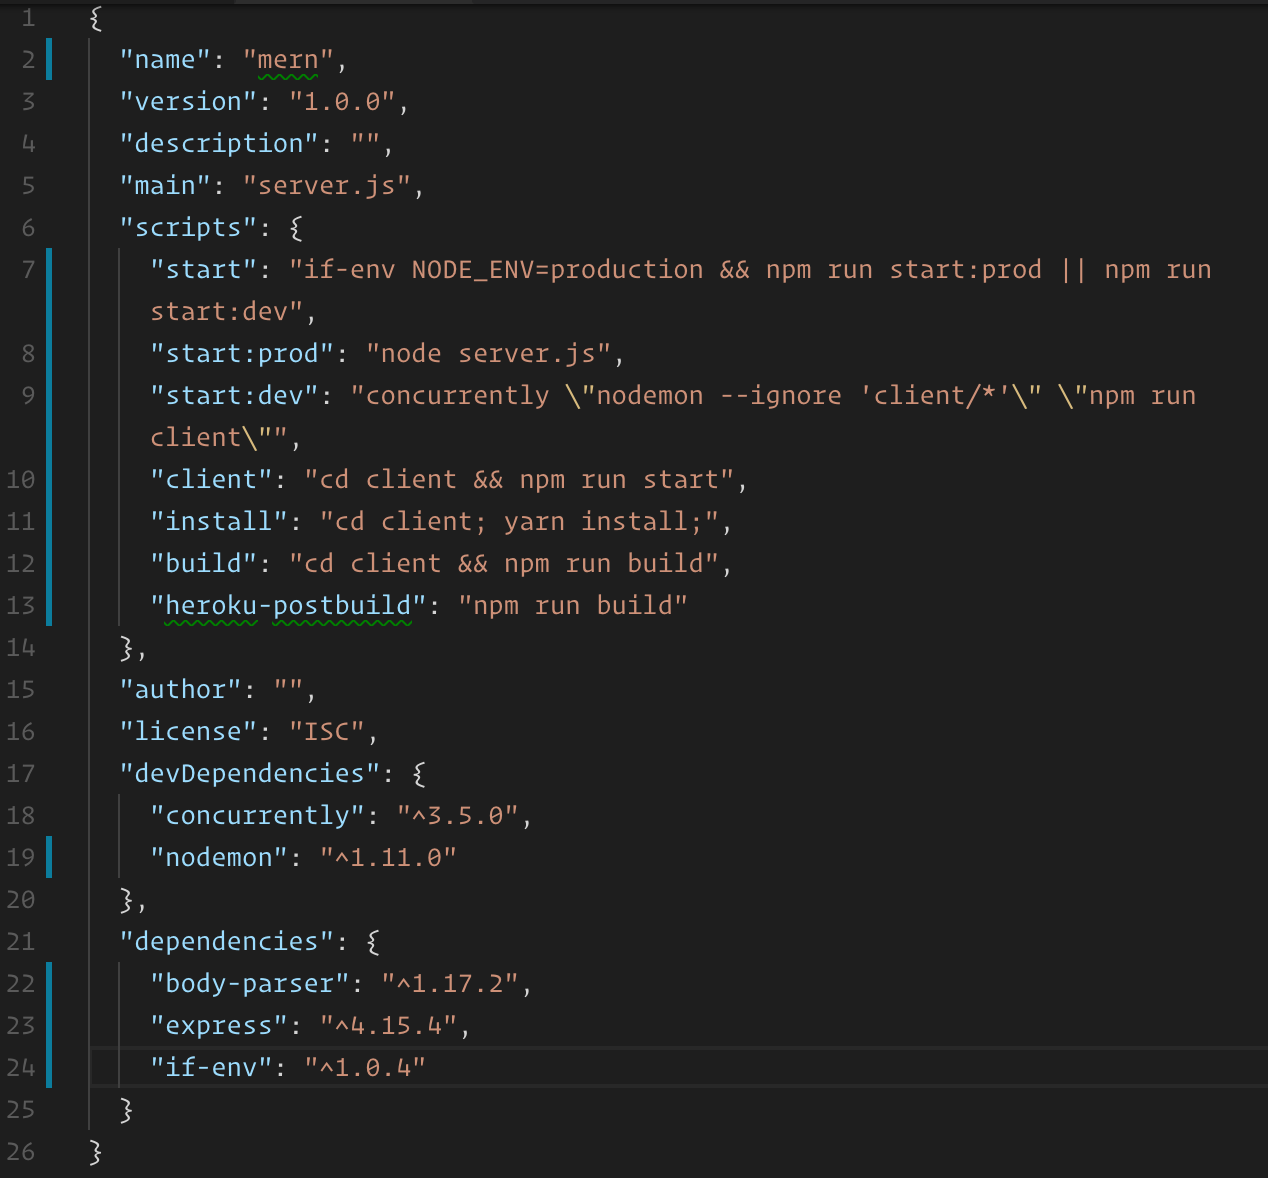 1 {
2 "name": "mern",
3 "version": "1.0.0",
4 "description": "",
5 "main": "server.js",
6 "scripts": {
7 "start": "if-env NODE_ENV=production && npm run start:prod || npm run
start:dev",
8 "start:prod": "node server.js",
9 "start:dev": "concurrently \"nodemon --ignore 'client/*'\" \"npm run
client\"",
10 "client": "cd client && npm run start",
11 "install": "cd client; yarn install;",
12 "build": "cd client && npm run build",
13 "heroku-postbuild": "npm run build"
14 },
15 "author": "",
16 "license": "ISC",
17 "devDependencies": {
18 "concurrently": "^3.5.0",
19 "nodemon": "^1.11.0"
20 },
21 "dependencies": {
22 "body-parser": "^1.17.2",
23 "express": "^4.15.4",
24 "if-env": "^1.0.4"
25 }
26 }